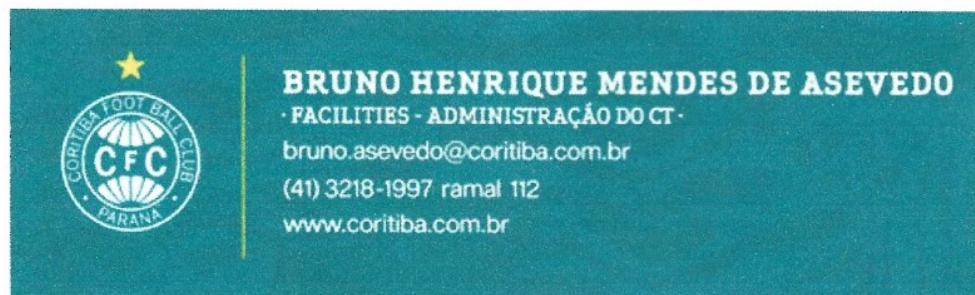 CORITIBA FOOT BALL CLUB
CFC
· PARANÁ ·
BRUNO HENRIQUE MENDES DE ASEVEDO
· FACILITIES - ADMINISTRAÇÁO DO CT ·
bruno.asevedo@coritiba.com.br
(41) 3218-1997 ramal 112
www.coritiba.com.br